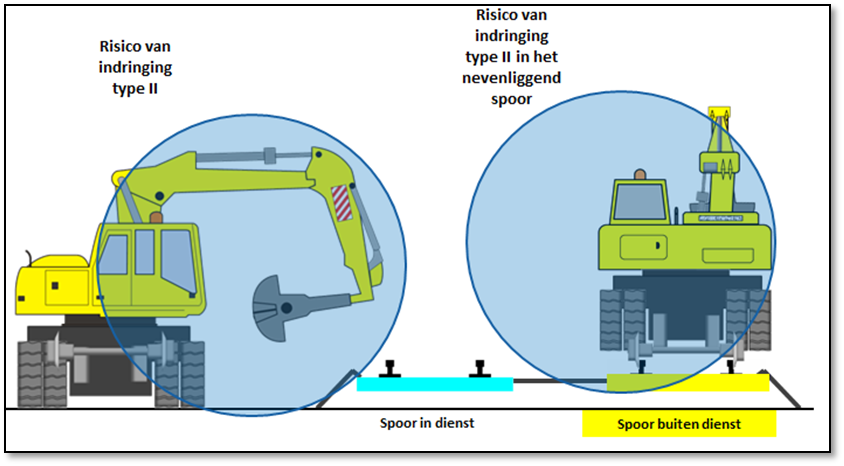 Risico van
indringing
type II
Risico van
indringing
type II in het
nevenliggend
spoor
Spoor in dienst
Spoor buiten dienst